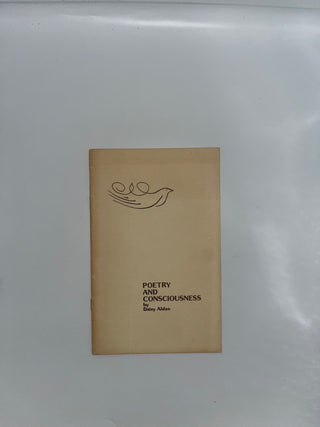 POETRY
AND
CONSCIOUSNESS
by
Daisy Aldan